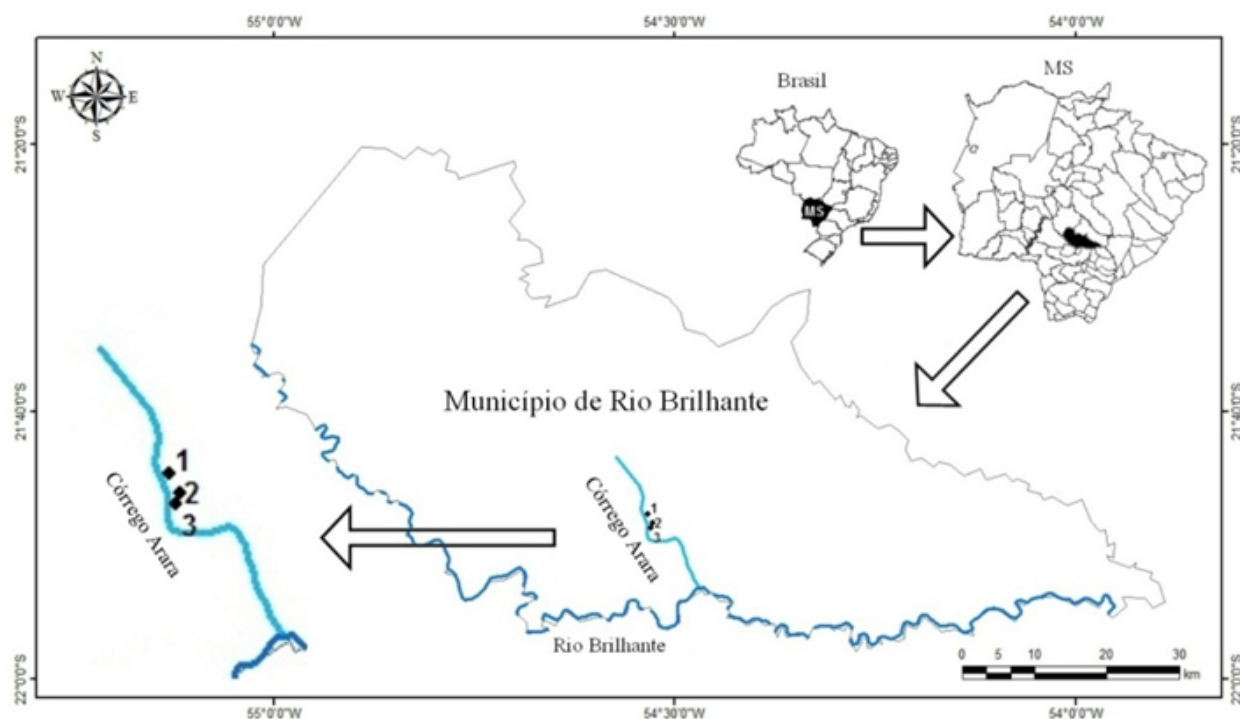 55°0'0"W
54°30'0"W
54°0'0"W
N
W
E
S
Brasil
MS
21°20'0"S
21°20'0"S
MS
Município de Rio Brilhante
21°40'0"S
21°40'0"S
1
2
3
Córrego Arara
1
2
3
Córrego Arara
Rio Brilhante
0 5 10 20 30
km
22°0'0"S
22°0'0"S
55°0'0"W
54°30'0"W
54°0'0"W